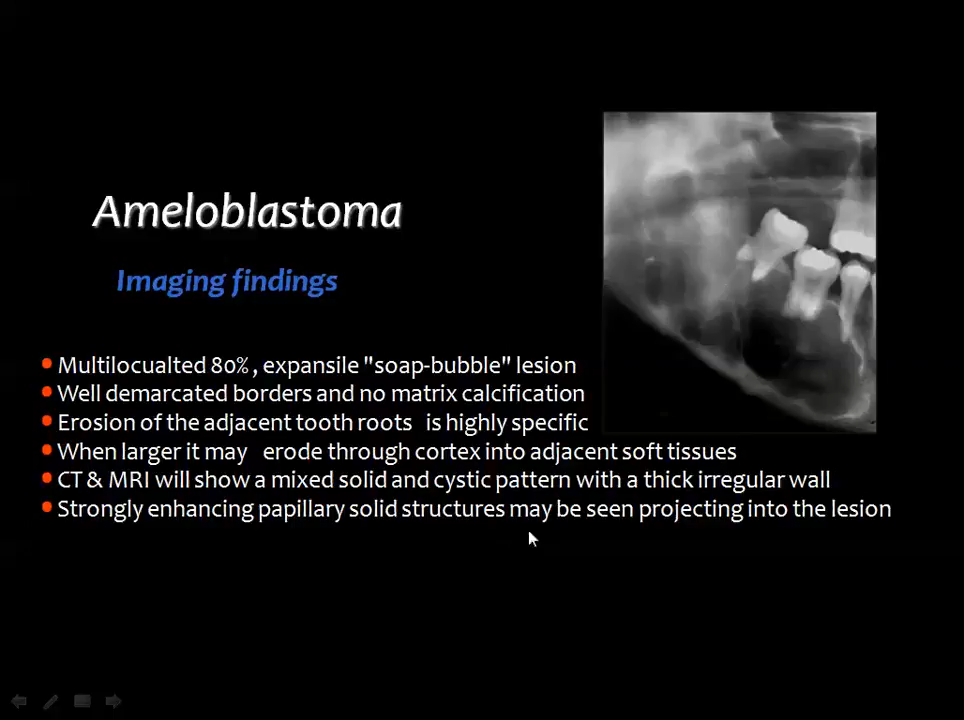 Ameloblastoma
Imaging findings
Multilocualted 80%, expansile "soap-bubble" lesion
Well demarcated borders and no matrix calcification
Erosion of the adjacent tooth roots is highly specific
When larger it may erode through cortex into adjacent soft tissues
CT & MRI will show a mixed solid and cystic pattern with a thick irregular wall
Strongly enhancing papillary solid structures may be seen projecting into the lesion